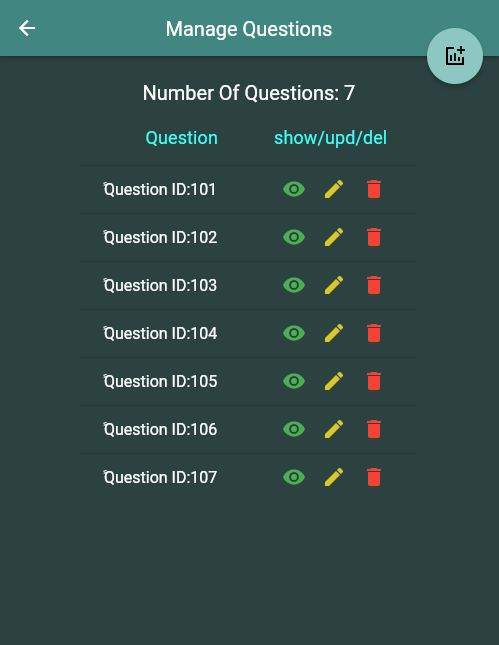 Manage Questions
Number Of Questions: 7
Question show/upd/del
Question ID:101
Question ID:102
Question ID:103
Question ID:104
Question ID:105
Question ID:106
Question ID:107